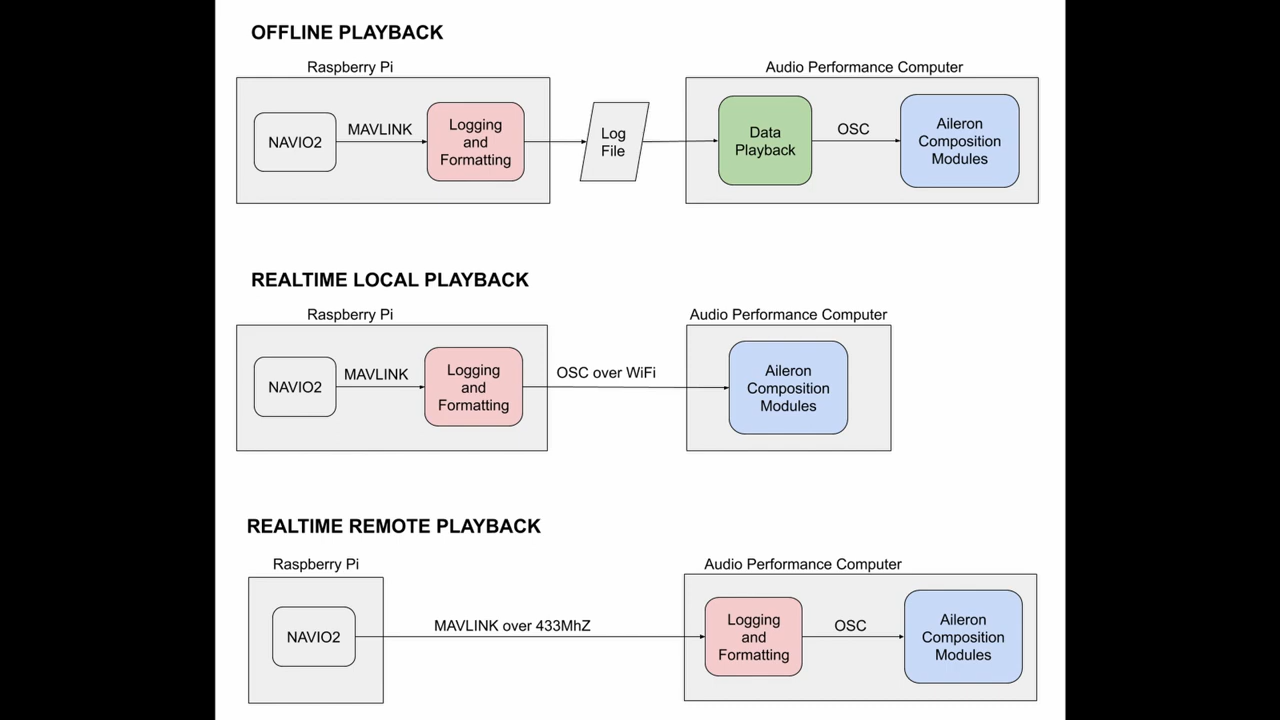 OFFLINE PLAYBACK
Raspberry Pi
Audio Performance Computer
NAVIO2
MAVLINK
Logging
and
Formatting
Log
File
Data
Playback
OSC
Aileron
Composition
Modules
REALTIME LOCAL PLAYBACK
Raspberry Pi
Audio Performance Computer
NAVIO2
MAVLINK
Logging
and
Formatting
OSC over WiFi
Aileron
Composition
Modules
REALTIME REMOTE PLAYBACK
Raspberry Pi
Audio Performance Computer
NAVIO2
MAVLINK over 433MhZ
Logging
and
Formatting
OSC
Aileron
Composition
Modules